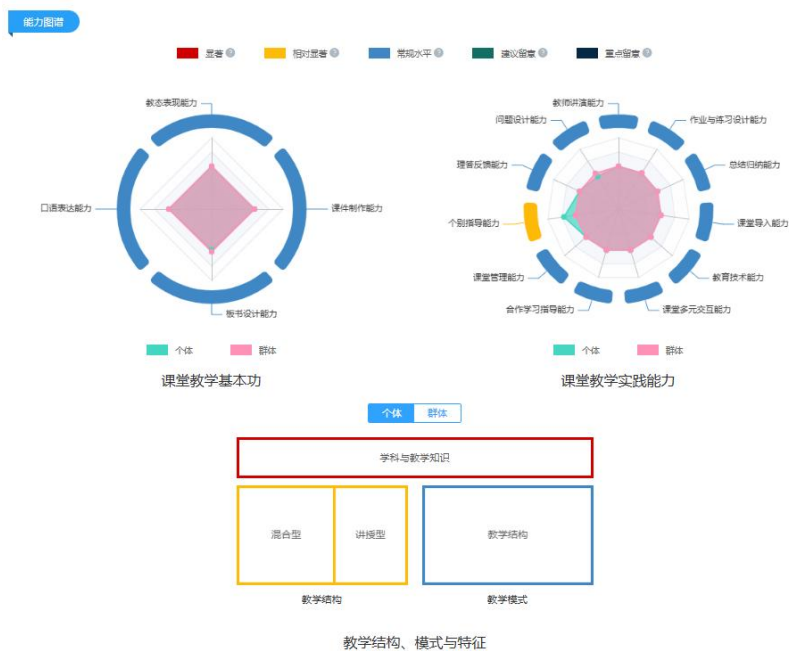 能力图谱
显著 ? 相对显著 ? 常规水平 ? 建议留意 ? 重点留意 ?
教态表现能力
口语表达能力
课件制作能力
板书设计能力
个体 群体
课堂教学基本功
教师讲演能力
问题设计能力
作业与练习设计能力
理答反馈能力
总结归纳能力
个别指导能力
课堂导入能力
课堂管理能力
教育技术能力
合作学习指导能力
课堂多元交互能力
个体 群体
课堂教学实践能力
个体 群体
学科与教学知识
混合型 讲授型 教学结构
教学结构 教学模式
教学结构、模式与特征